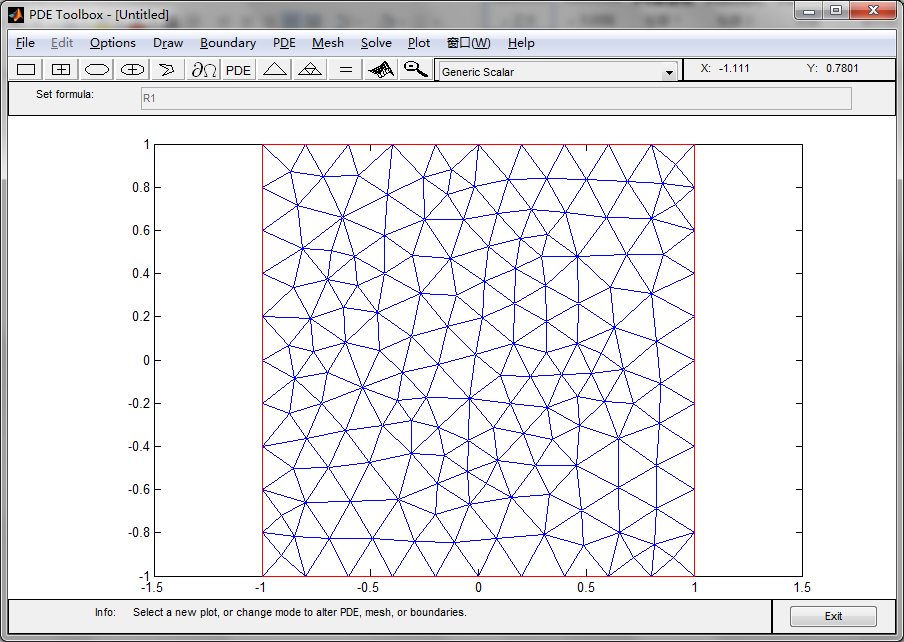 PDE Toolbox - [Untitled]
File Edit Options Draw Boundary PDE Mesh Solve Plot 窗口(W) Help
∂Ω PDE = Generic Scalar X: -1.111 Y: 0.7801
Set formula: R1
1
0.8
0.6
0.4
0.2
0
-0.2
-0.4
-0.6
-0.8
-1
-1.5 -1 -0.5 0 0.5 1 1.5
Info: Select a new plot, or change mode to alter PDE, mesh, or boundaries.
Exit